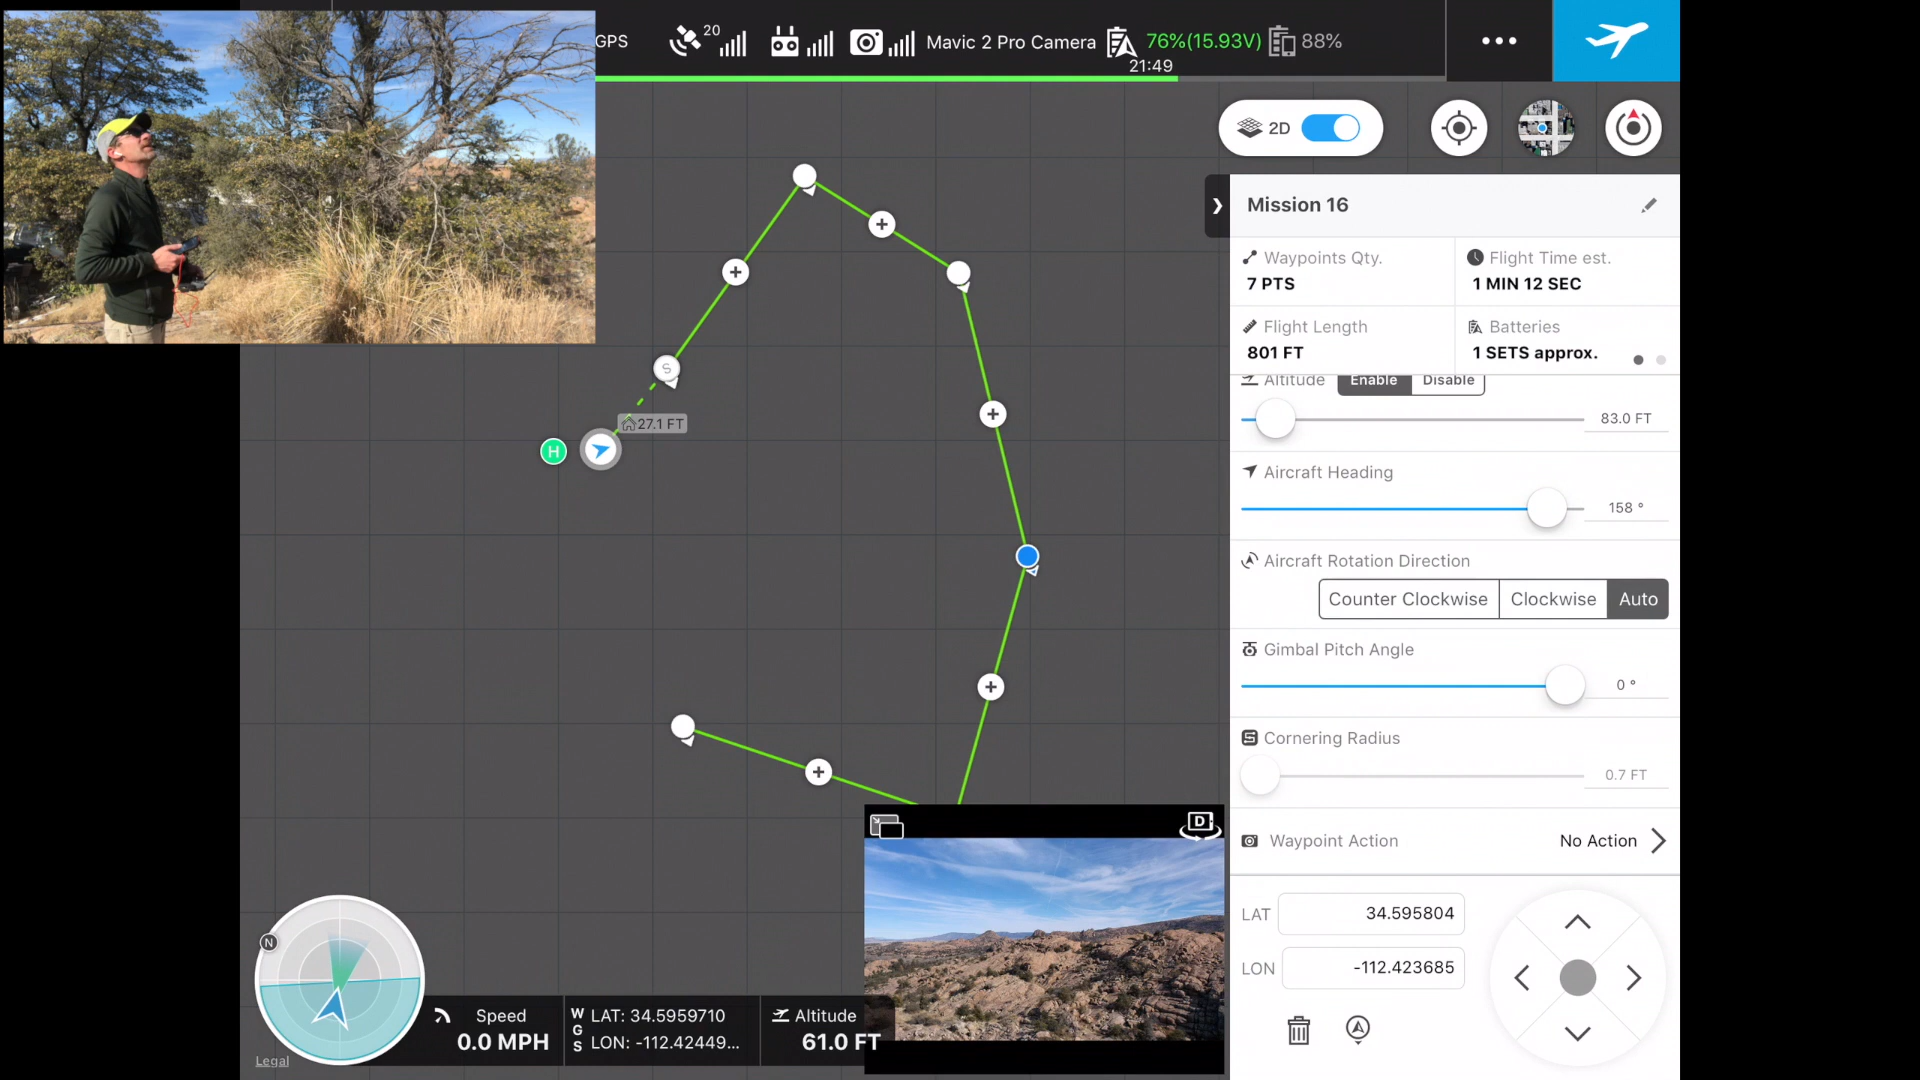 GPS
20
Mavic 2 Pro Camera
76%(15.93V)
21:49
88%
2D
Mission 16
Waypoints Qty.
7 PTS
Flight Time est.
1 MIN 12 SEC
Flight Length
801 FT
Batteries
1 SETS approx.
Altitude
Enable
Disable
83.0 FT
Aircraft Heading
158 °
Aircraft Rotation Direction
Counter Clockwise
Clockwise
Auto
Gimbal Pitch Angle
0 °
Cornering Radius
0.7 FT
Waypoint Action
No Action
LAT
34.595804
LON
-112.423685
S
27.1 FT
H
D
N
Legal
Speed
0.0 MPH
WGS
LAT: 34.5959710
LON: -112.42449...
Altitude
61.0 FT